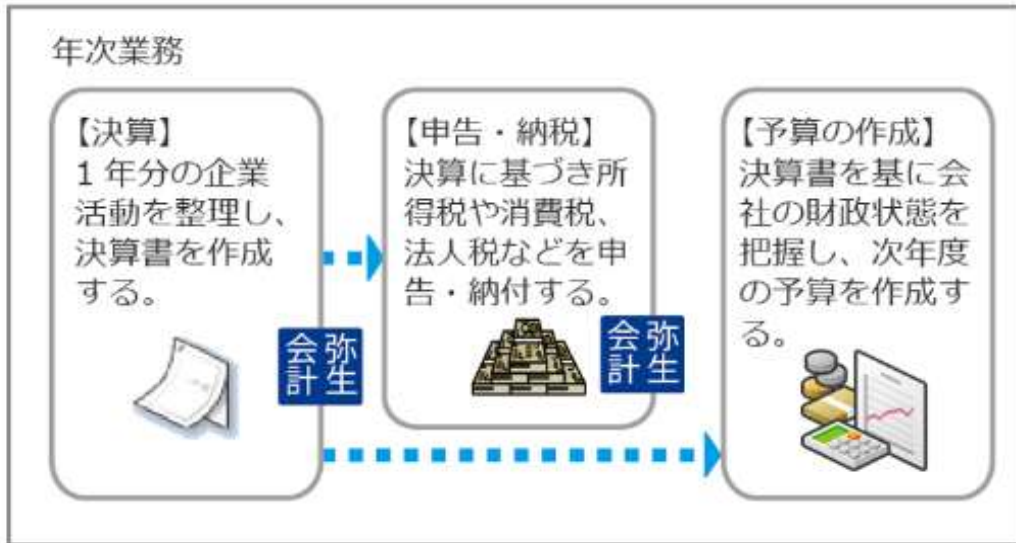 年次業務
【決算】
1年分の企業
活動を整理し、
決算書を作成
する。
弥生
会計
【申告・納税】
決算に基づき所
得税や消費税、
法人税などを申
告・納付する。
弥生
会計
【予算の作成】
決算書を基に会
社の財政状態を
把握し、次年度
の予算を作成す
る。